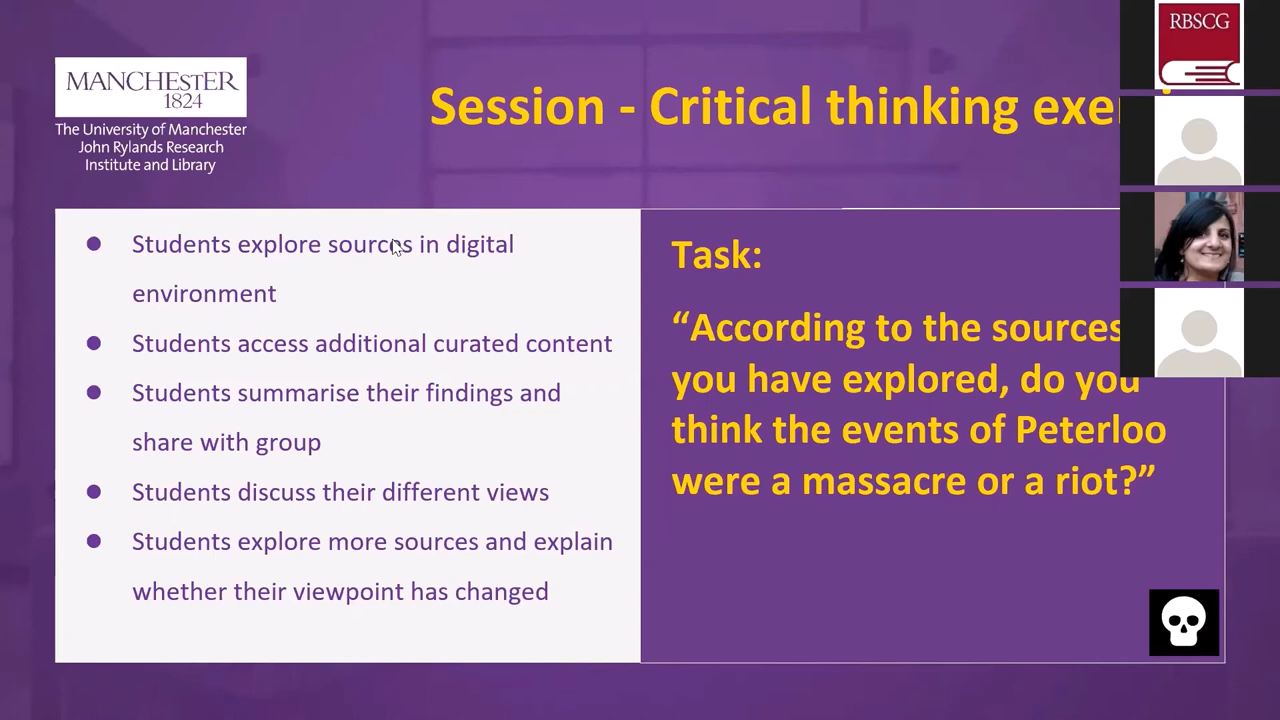 MANCHESTER
1824
The University of Manchester
John Rylands Research
Institute and Library
Session - Critical thinking
Students explore sources in digital
environment
Students access additional curated content
Students summarise their findings and
share with group
Students discuss their different views
Students explore more sources and explain
whether their viewpoint has changed
Task:
“According to the sources
you have explored, do you
think the events of Peterloo
were a massacre or a riot?”
RBSCG